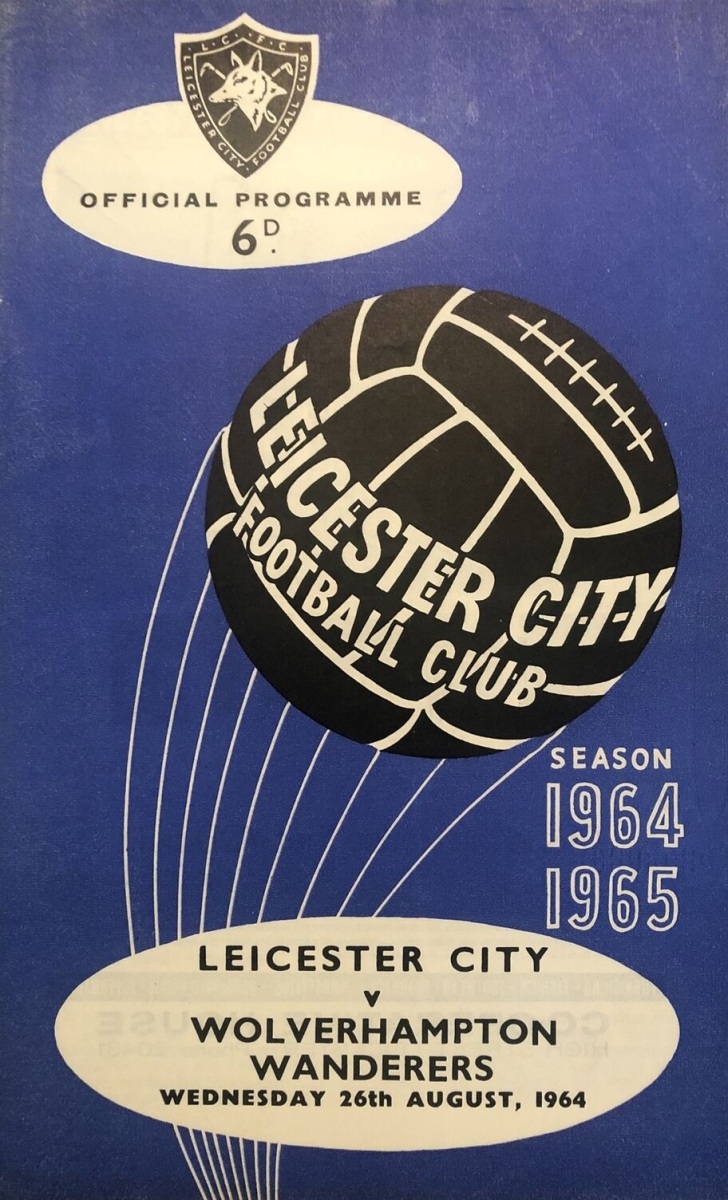 · L · C · F · C ·
LEICESTER CITY · FOOTBALL CLUB
OFFICIAL PROGRAMME
6D.
LEICESTER CITY
FOOTBALL CLUB
SEASON
1964
1965
LEICESTER CITY
v
WOLVERHAMPTON
WANDERERS
WEDNESDAY 26th AUGUST, 1964